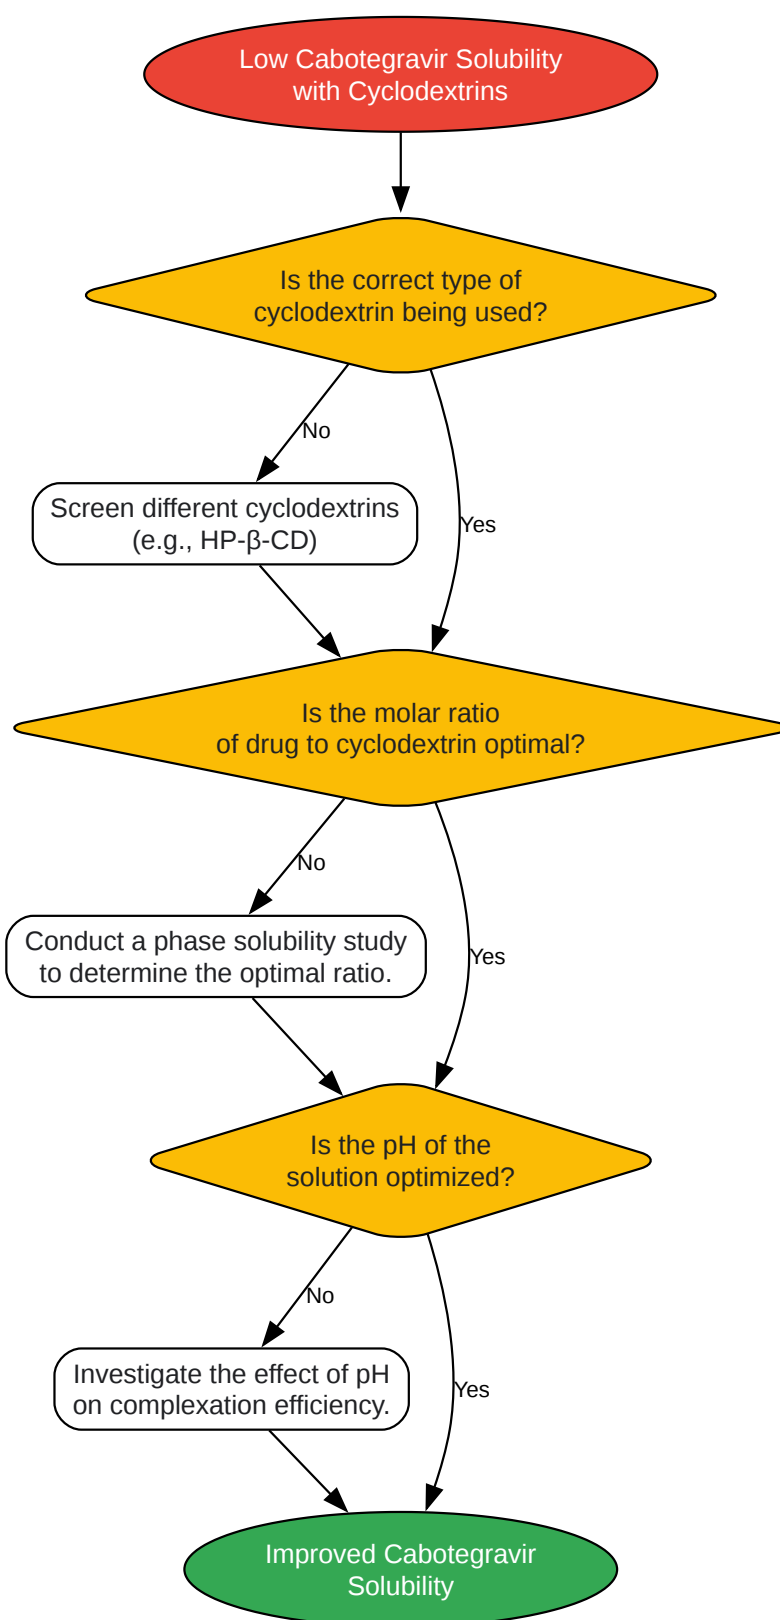 Low Cabotegravir Solubility
with Cyclodextrins
Is the correct type of
cyclodextrin being used?
No
Yes
Screen different cyclodextrins
(e.g., HP-β-CD)
Is the molar ratio
of drug to cyclodextrin optimal?
No
Yes
Conduct a phase solubility study
to determine the optimal ratio.
Is the pH of the
solution optimized?
No
Yes
Investigate the effect of pH
on complexation efficiency.
Improved Cabotegravir
Solubility